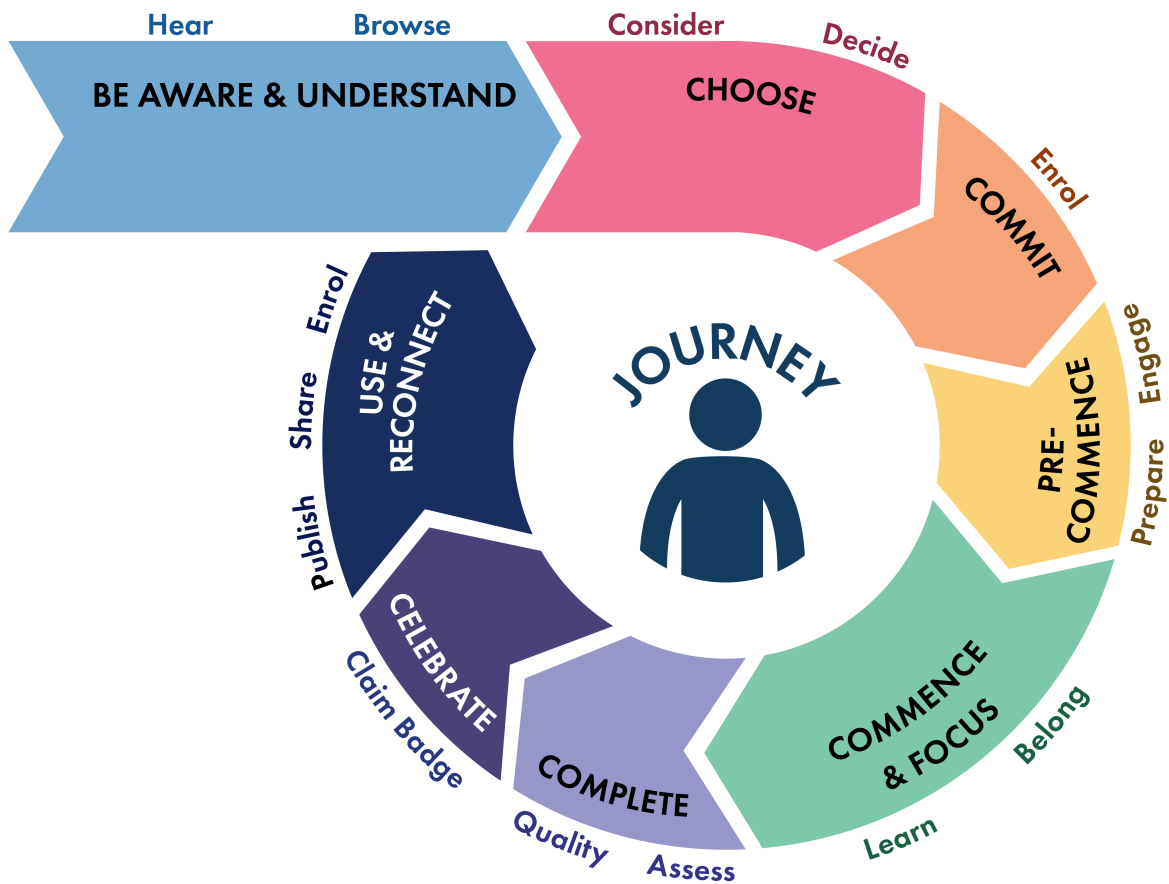 Hear
Browse
BE AWARE & UNDERSTAND
Consider
Decide
CHOOSE
Enrol
COMMIT
Engage
Prepare
PRE-
COMMENCE
Belong
Learn
COMMENCE
& FOCUS
Assess
Quality
COMPLETE
Claim Badge
CELEBRATE
Publish
Share
Enrol
USE &
RECONNECT
JOURNEY